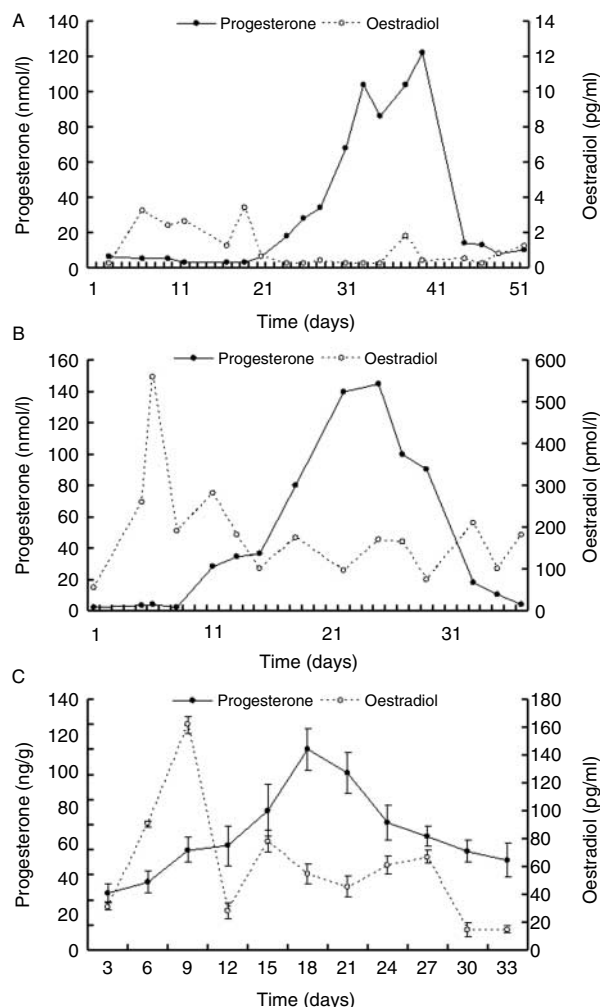 A
Progesterone Oestradiol
Progesterone (nmol/l)
140
120
100
80
60
40
20
0
Oestradiol (pg/ml)
14
12
10
8
6
4
2
0
1 11 21 31 41 51
Time (days)
B
Progesterone Oestradiol
Progesterone (nmol/l)
160
140
120
100
80
60
40
20
0
Oestradiol (pmol/l)
600
500
400
300
200
100
0
1 11 21 31
Time (days)
C
Progesterone Oestradiol
Progesterone (ng/g)
140
120
100
80
60
40
20
0
Oestradiol (pg/ml)
180
160
140
120
100
80
60
40
20
0
3 6 9 12 15 18 21 24 27 30 33
Time (days)